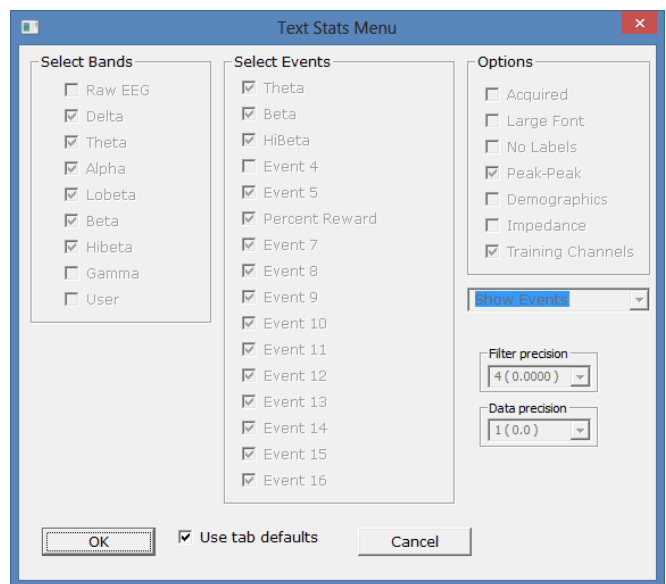 Text Stats Menu
Select Bands
Raw EEG
Delta
Theta
Alpha
Lobeta
Beta
Hibeta
Gamma
User
Select Events
Theta
Beta
HiBeta
Event 4
Event 5
Percent Reward
Event 7
Event 8
Event 9
Event 10
Event 11
Event 12
Event 13
Event 14
Event 15
Event 16
Options
Acquired
Large Font
No Labels
Peak-Peak
Demographics
Impedance
Training Channels
Show Events
Filter precision
4 ( 0.0000 )
Data precision
1 ( 0.0 )
OK
Use tab defaults
Cancel